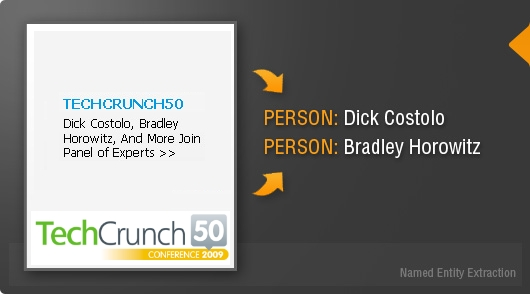 TECHCRUNCH50
Dick Costolo, Bradley
Horowitz, And More Join
Panel of Experts >>
TechCrunch 50
CONFERENCE 2009
PERSON: Dick Costolo
PERSON: Bradley Horowitz
Named Entity Extraction